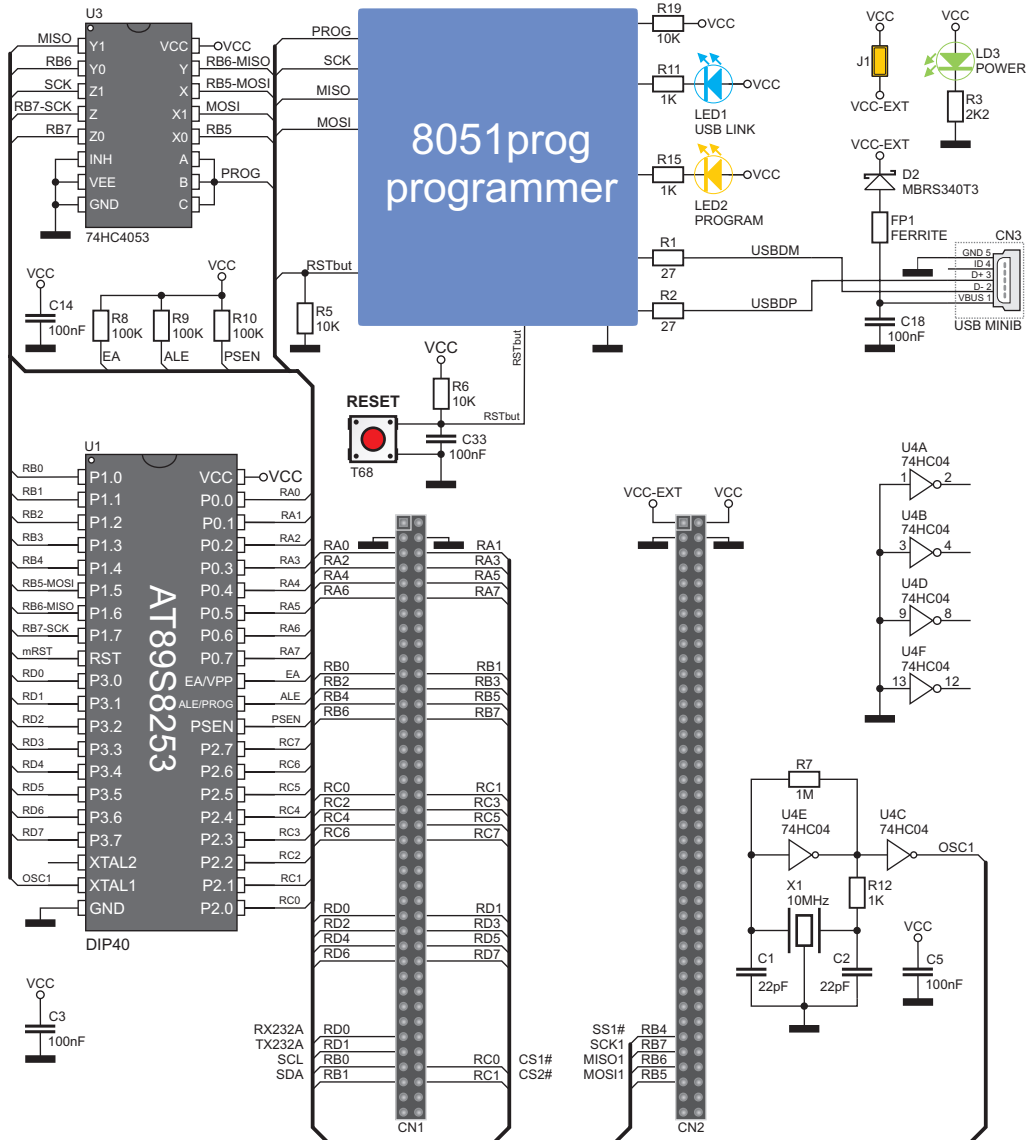 U3
MISO Y1 VCC VCC
RB6 Y0 Y RB6-MISO
SCK Z1 X RB5-MOSI
RB7-SCK Z X1 MOSI
RB7 Z0 X0 RB5
INH A
VEE B PROG
GND C
74HC4053
PROG
SCK
MISO
MOSI
8051prog
programmer
RSTbut
R5
10K
R19
10K
VCC
R11
1K
VCC
LED1
USB LINK
R15
1K
VCC
LED2
PROGRAM
R1
27
USBDM
R2
27
USBDP
VCC
J1
VCC-EXT
VCC
LD3
POWER
R3
2K2
VCC-EXT
D2
MBRS340T3
FP1
FERRITE
CN3
GND 5
ID 4
D+ 3
D- 2
VBUS 1
USB MINIB
C18
100nF
VCC
C14
100nF
VCC
R8
100K
R9
100K
R10
100K
EA
ALE
PSEN
RSTbut
VCC
R6
10K
RSTbut
RESET
T68
C33
100nF
U1
AT89S8253
RB0 P1.0 VCC VCC
RB1 P1.1 P0.0 RA0
RB2 P1.2 P0.1 RA1
RB3 P1.3 P0.2 RA2
RB4 P1.4 P0.3 RA3
RB5-MOSI P1.5 P0.4 RA4
RB6-MISO P1.6 P0.5 RA5
RB7-SCK P1.7 P0.6 RA6
mRST RST P0.7 RA7
RD0 P3.0 EA/VPP EA
RD1 P3.1 ALE/PROG ALE
RD2 P3.2 PSEN PSEN
RD3 P3.3 P2.7 RC7
RD4 P3.4 P2.6 RC6
RD5 P3.5 P2.5 RC5
RD6 P3.6 P2.4 RC4
RD7 P3.7 P2.3 RC3
XTAL2 P2.2 RC2
OSC1 XTAL1 P2.1 RC1
GND P2.0 RC0
DIP40
VCC
C3
100nF
RA0 RA1
RA2 RA3
RA4 RA5
RA6 RA7
RB0 RB1
RB2 RB3
RB4 RB5
RB6 RB7
RC0 RC1
RC2 RC3
RC4 RC5
RC6 RC7
RD0 RD1
RD2 RD3
RD4 RD5
RD6 RD7
RX232A RD0
TX232A RD1
SCL RB0 RC0 CS1#
SDA RB1 RC1 CS2#
CN1
VCC-EXT VCC
SS1# RB4
SCK1 RB7
MISO1 RB6
MOSI1 RB5
CN2
U4A
74HC04
1 2
U4B
74HC04
3 4
U4D
74HC04
9 8
U4F
74HC04
13 12
R7
1M
U4E
74HC04
U4C
74HC04
OSC1
X1
10MHz
R12
1K
C1
22pF
C2
22pF
VCC
C5
100nF